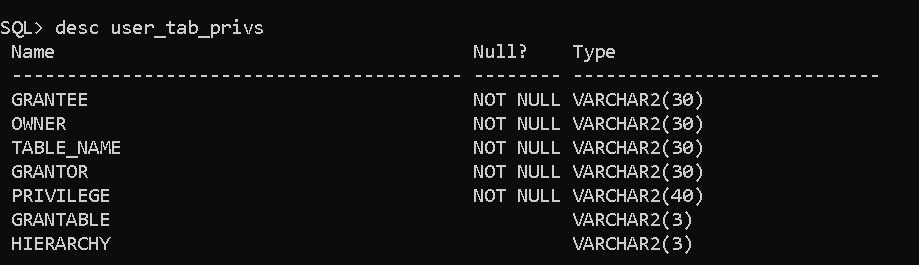 SQL> desc user_tab_privs
Name Null? Type
----------------------------------------- -------- ----------------------------
GRANTEE NOT NULL VARCHAR2(30)
OWNER NOT NULL VARCHAR2(30)
TABLE_NAME NOT NULL VARCHAR2(30)
GRANTOR NOT NULL VARCHAR2(30)
PRIVILEGE NOT NULL VARCHAR2(40)
GRANTABLE VARCHAR2(3)
HIERARCHY VARCHAR2(3)